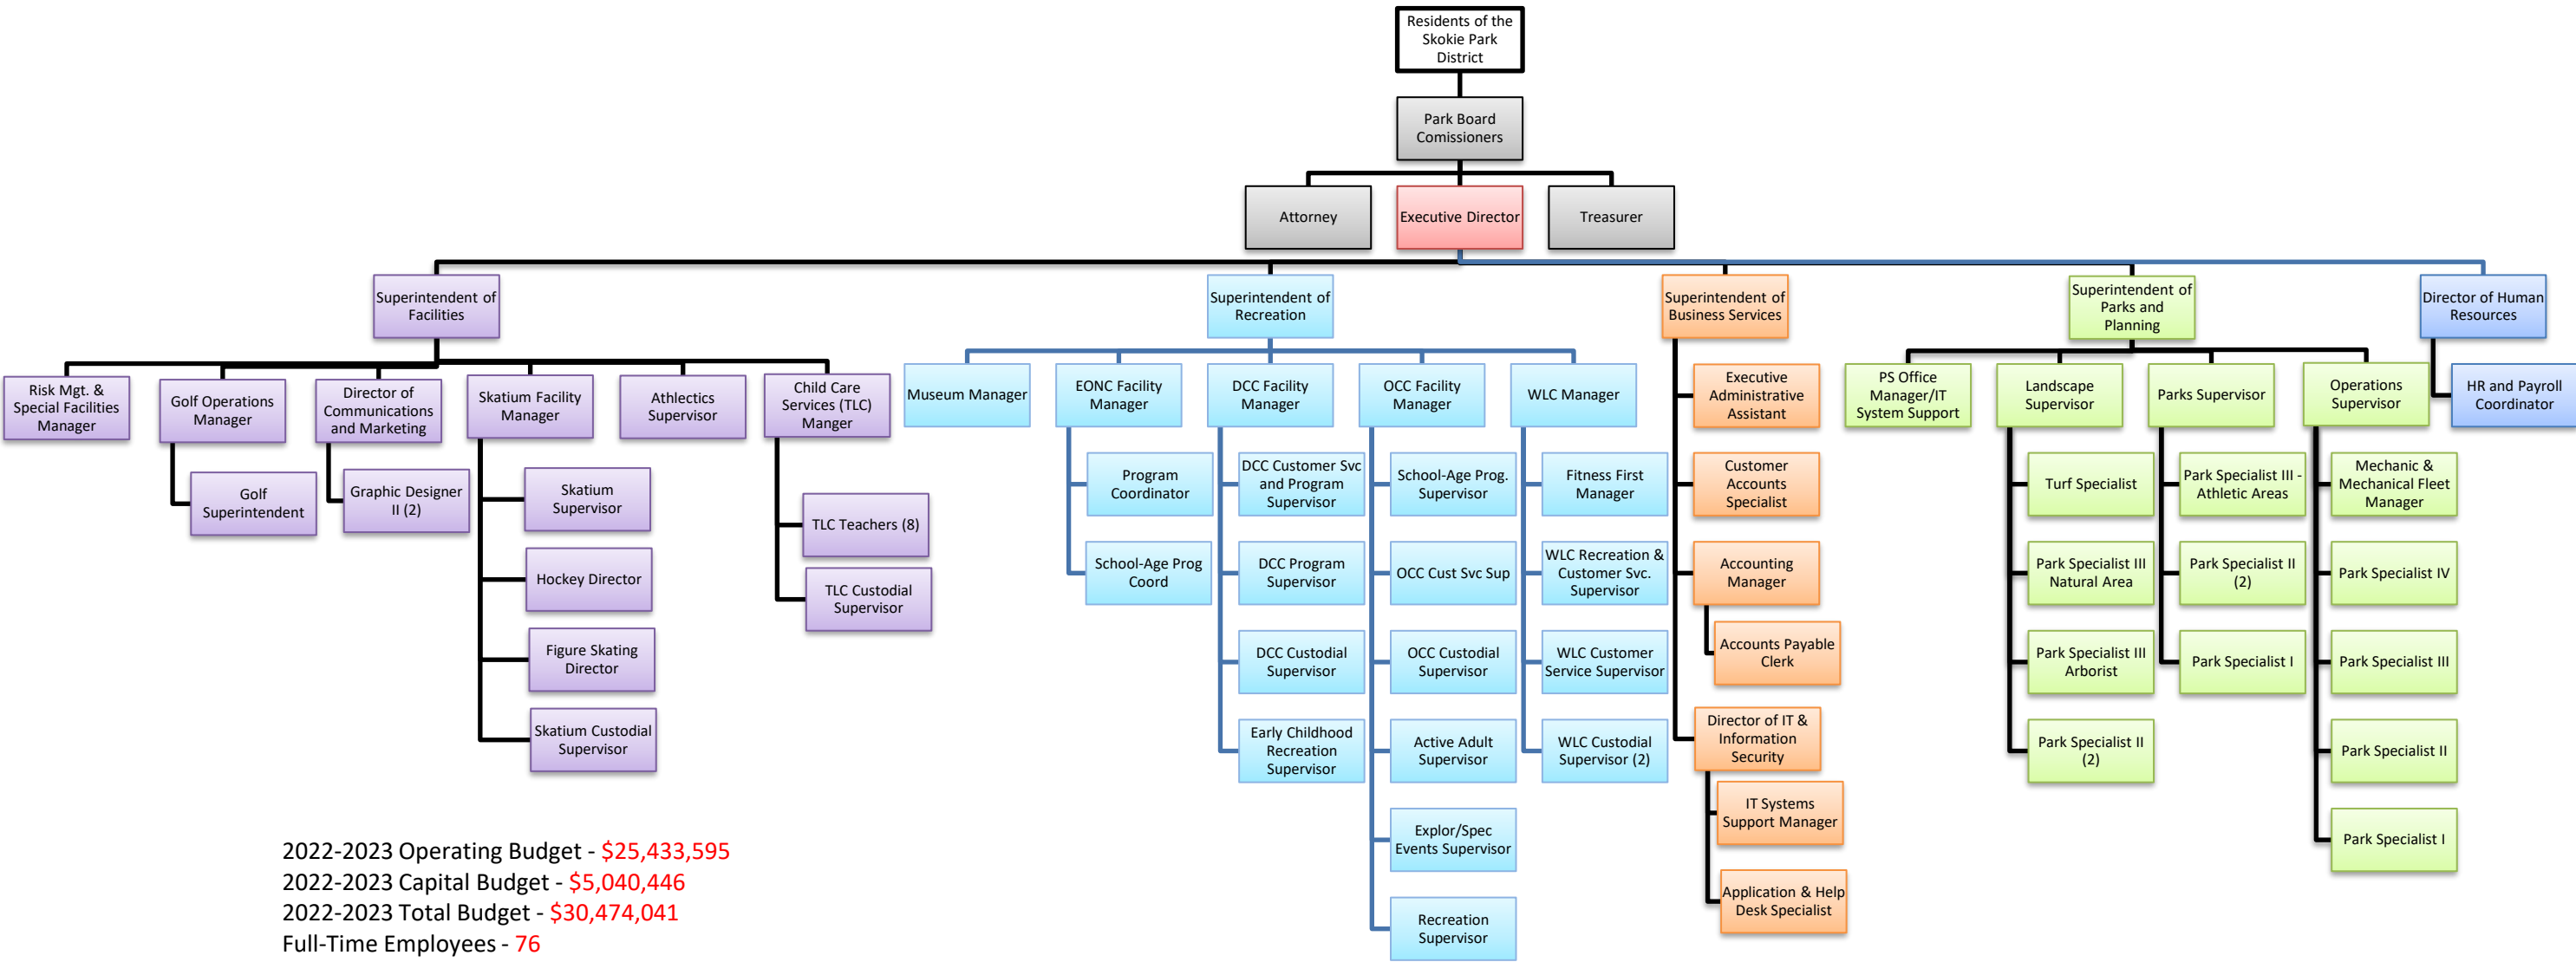 Residents of the
Skokie Park
District
Park Board
Comissioners
Attorney
Executive Director
Treasurer
Superintendent of
Facilities
Superintendent of
Recreation
Superintendent of
Business Services
Superintendent of
Parks and
Planning
Director of Human
Resources
Risk Mgt. &
Special Facilities
Manager
Golf Operations
Manager
Golf
Superintendent
Director of
Communications
and Marketing
Graphic Designer
II (2)
Skatium Facility
Manager
Skatium
Supervisor
Hockey Director
Figure Skating
Director
Skatium Custodial
Supervisor
Athlectics
Supervisor
Child Care
Services (TLC)
Manger
TLC Teachers (8)
TLC Custodial
Supervisor
Museum Manager
EONC Facility
Manager
Program
Coordinator
School-Age Prog
Coord
DCC Facility
Manager
DCC Customer Svc
and Program
Supervisor
DCC Program
Supervisor
DCC Custodial
Supervisor
Early Childhood
Recreation
Supervisor
OCC Facility
Manager
School-Age Prog.
Supervisor
OCC Cust Svc Sup
OCC Custodial
Supervisor
Active Adult
Supervisor
Explor/Spec
Events Supervisor
Recreation
Supervisor
WLC Manager
Fitness First
Manager
WLC Recreation &
Customer Svc.
Supervisor
WLC Customer
Service Supervisor
WLC Custodial
Supervisor (2)
Executive
Administrative
Assistant
Customer
Accounts
Specialist
Accounting
Manager
Accounts Payable
Clerk
Director of IT &
Information
Security
IT Systems
Support Manager
Application & Help
Desk Specialist
PS Office
Manager/IT
System Support
Landscape
Supervisor
Turf Specialist
Park Specialist III
Natural Area
Park Specialist III
Arborist
Park Specialist II
(2)
Parks Supervisor
Park Specialist III -
Athletic Areas
Park Specialist II
(2)
Park Specialist I
Operations
Supervisor
Mechanic &
Mechanical Fleet
Manager
Park Specialist IV
Park Specialist III
Park Specialist II
Park Specialist I
HR and Payroll
Coordinator
2022-2023 Operating Budget - $25,433,595
2022-2023 Capital Budget - $5,040,446
2022-2023 Total Budget - $30,474,041
Full-Time Employees - 76